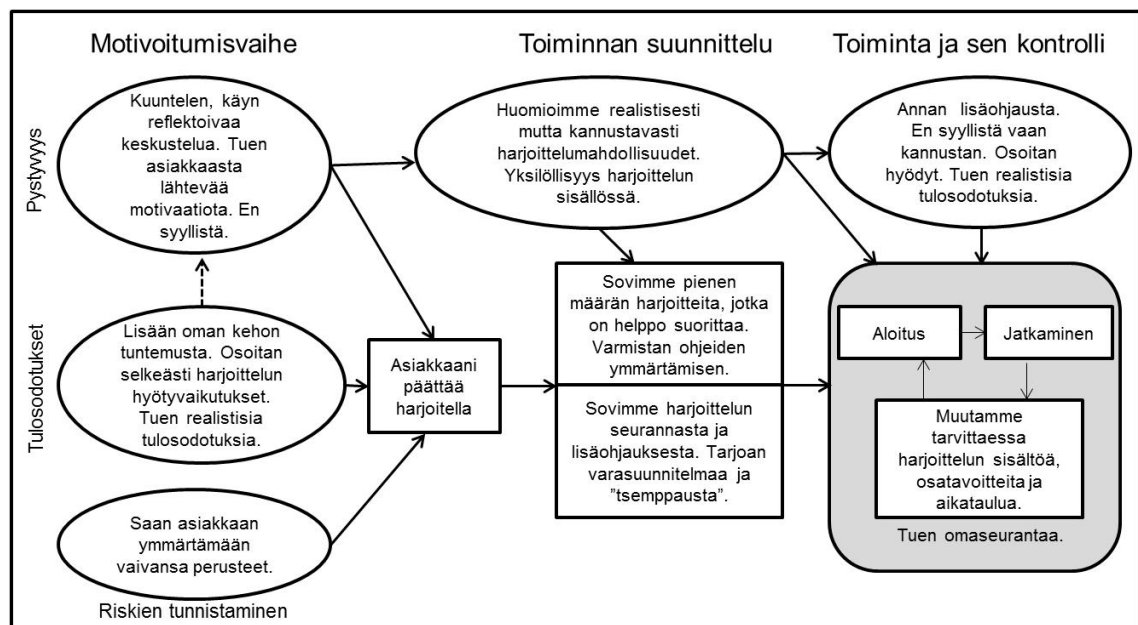 Motivoitumisvaihe
Toiminnan suunnittelu
Toiminta ja sen kontrolli
Pystyvyys
Kuuntelen, käyn
reflektoivaa
keskustelua. Tuen
asiakkaasta
lähtevää
motivaatiota. En
syyllistä.
Huomioimme realistisesti
mutta kannustavasti
harjoittelumahdollisuudet.
Yksilöllisyys harjoittelun
sisällössä.
Annan lisäohjausta.
En syyllistä vaan
kannustan. Osoitan
hyödyt. Tuen realistisia
tulosodotuksia.
Tulosodotukset
Lisään oman kehon
tuntemusta. Osoitan
selkeästi harjoittelun
hyötyvaikutukset.
Tuen realistisia
tulosodotuksia.
Asiakkaani
päättää
harjoitella
Sovimme pienen
määrän harjoitteita, jotka
on helppo suorittaa.
Varmistan ohjeiden
ymmärtämisen.
Sovimme harjoittelun
seurannasta ja
lisäohjauksesta. Tarjoan
varasuunnitelmaa ja
”tsemppausta”.
Aloitus
Jatkaminen
Muutamme
tarvittaessa
harjoittelun sisältöä,
osatavoitteita ja
aikataulua.
Tuen omaseurantaa.
Saan asiakkaan
ymmärtämään
vaivansa perusteet.
Riskien tunnistaminen